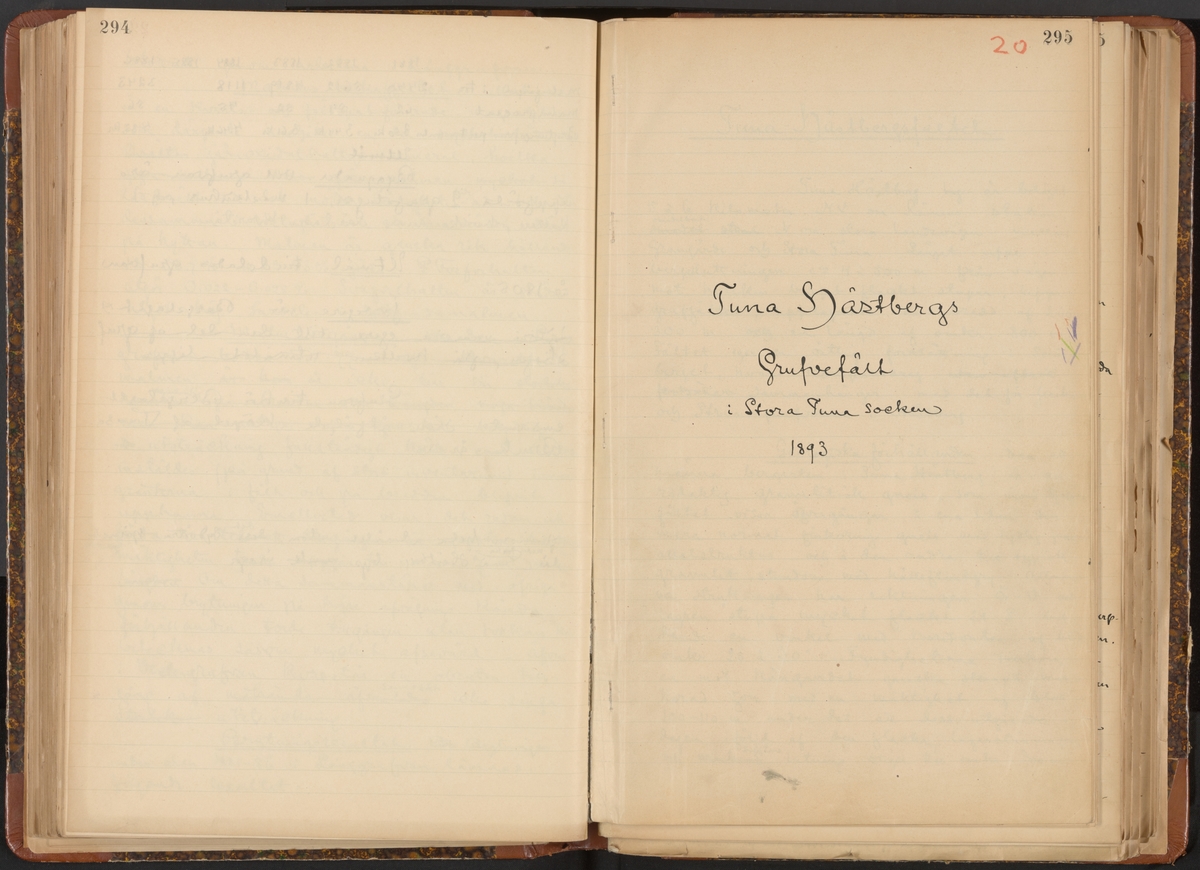 294
20 295
Tuna Hästbergs
Grufvefält
i Stora Tuna socken
1893